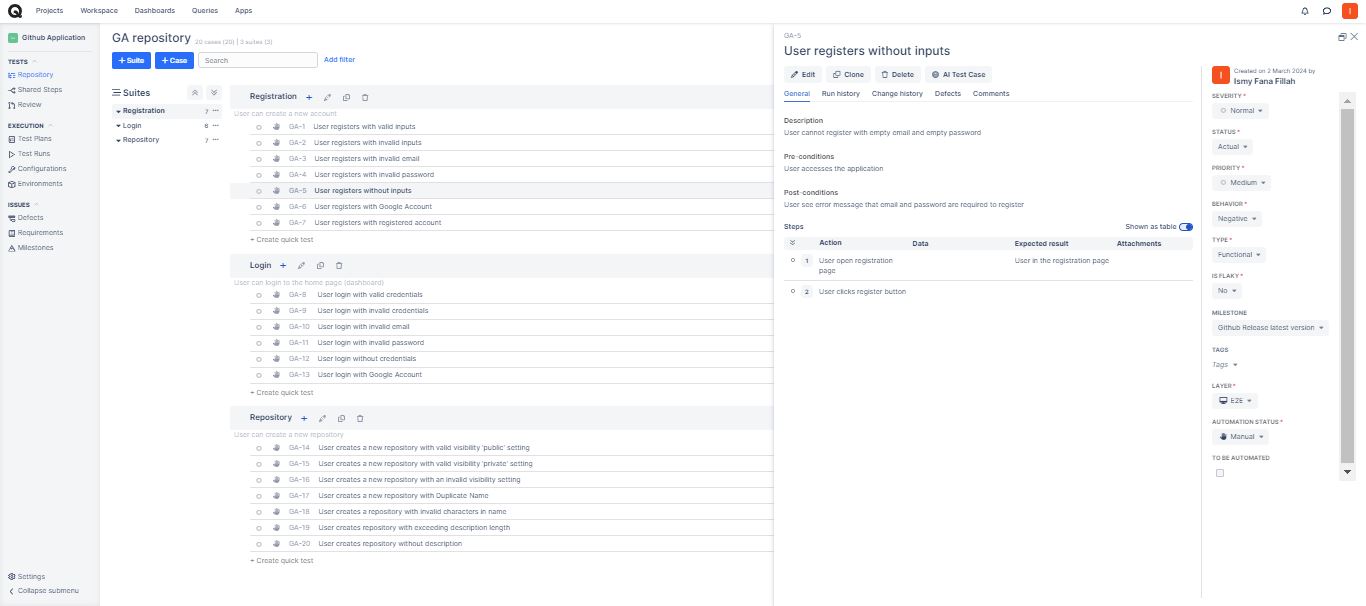 Projects Workspace Dashboards Queries Apps
Github Application
TESTS
Repository
Shared Steps
Review
EXECUTION
Test Plans
Test Runs
Configurations
Environments
ISSUES
Defects
Requirements
Milestones
Settings
Collapse submenu
GA repository 20 cases (20) | 3 suites (3)
+ Suite + Case Search Add filter
Suites
Registration 7
Login 6
Repository 7
Registration
User can create a new account
GA-1 User registers with valid inputs
GA-2 User registers with invalid inputs
GA-3 User registers with invalid email
GA-4 User registers with invalid password
GA-5 User registers without inputs
GA-6 User registers with Google Account
GA-7 User registers with registered account
+ Create quick test
Login
User can login to the home page (dashboard)
GA-8 User login with valid credentials
GA-9 User login with invalid credentials
GA-10 User login with invalid email
GA-11 User login with invalid password
GA-12 User login without credentials
GA-13 User login with Google Account
+ Create quick test
Repository
User can create a new repository
GA-14 User creates a new repository with valid visibility 'public' setting
GA-15 User creates a new repository with valid visibility 'private' setting
GA-16 User creates a new repository with an invalid visibility setting
GA-17 User creates a new repository with Duplicate Name
GA-18 User creates a repository with invalid characters in name
GA-19 User creates repository with exceeding description length
GA-20 User creates repository without description
+ Create quick test
GA-5
User registers without inputs
Edit Clone Delete AI Test Case
General Run history Change history Defects Comments
Description
User cannot register with empty email and empty password
Pre-conditions
User accesses the application
Post-conditions
User see error message that email and password are required to register
Steps Shown as table
Action Data Expected result Attachments
1 User open registration page User in the registration page
2 User clicks register button
I
I
Created on 2 March 2024 by
Ismy Fana Fillah
SEVERITY *
Normal
STATUS *
Actual
PRIORITY *
Medium
BEHAVIOR *
Negative
TYPE *
Functional
IS FLAKY *
No
MILESTONE
Github Release latest version
TAGS
Tags
LAYER *
E2E
AUTOMATION STATUS *
Manual
TO BE AUTOMATED